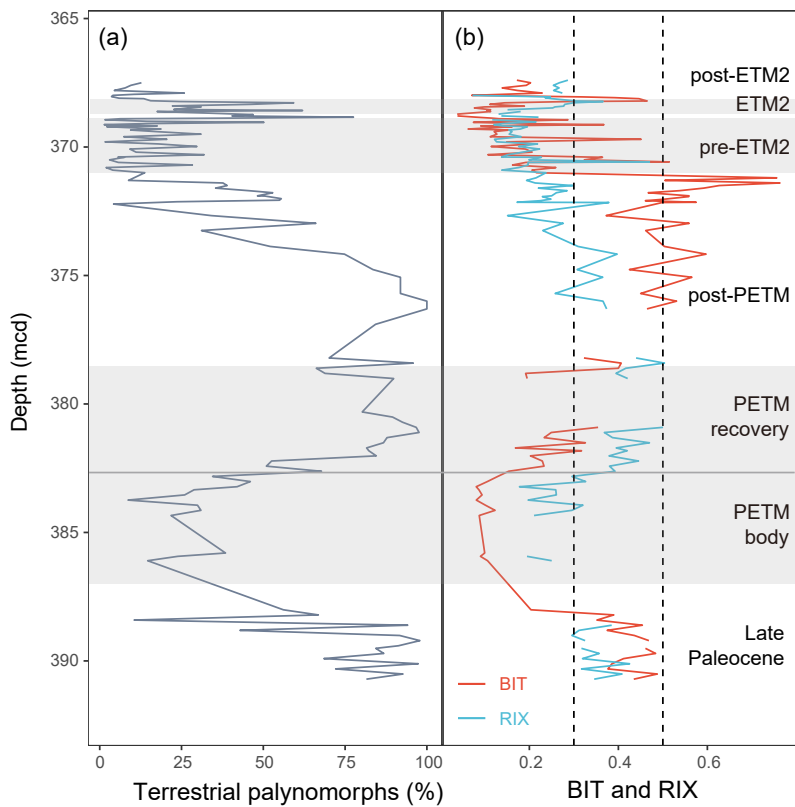 (a)
(b)
365
370
375
380
385
390
Depth (mcd)
post-ETM2
ETM2
pre-ETM2
post-PETM
PETM
recovery
PETM
body
Late
Paleocene
BIT
RIX
0
25
50
75
100
0.2
0.4
0.6
Terrestrial palynomorphs (%)
BIT and RIX